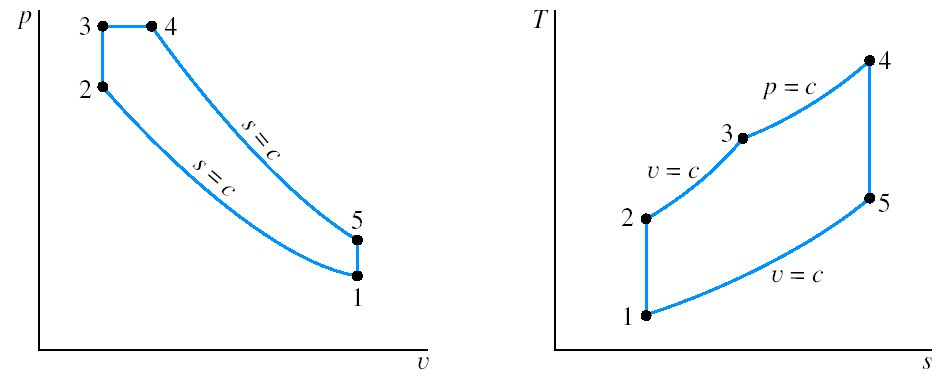 p
3
4
2
s = c
s = c
5
1
v
T
4
p = c
3
v = c
2
5
v = c
1
s